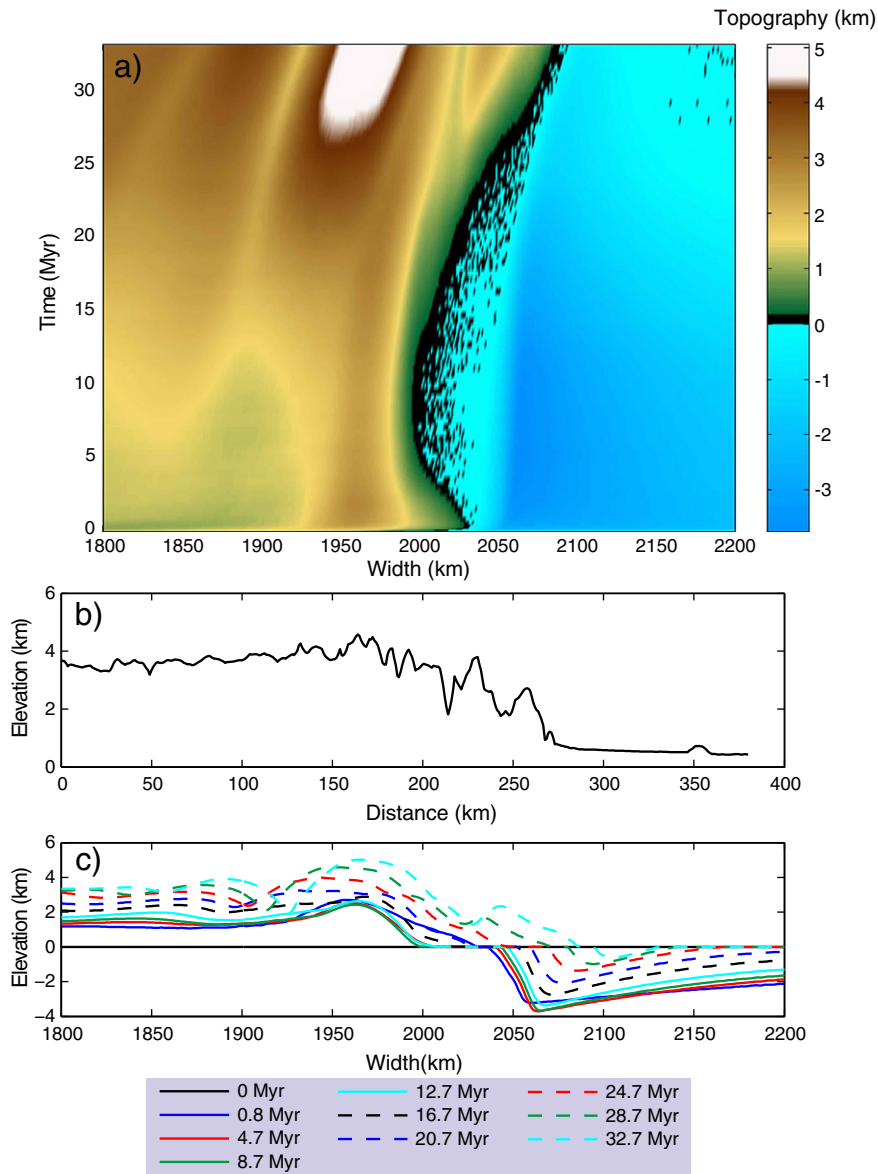 Topography (km)
a)
Time (Myr)
30
25
20
15
10
5
0
1800 1850 1900 1950 2000 2050 2100 2150 2200
Width (km)
5
4
3
2
1
0
-1
-2
-3
b)
Elevation (km)
6
4
2
0
0 50 100 150 200 250 300 350 400
Distance (km)
c)
Elevation (km)
6
4
2
0
−2
−4
1800 1850 1900 1950 2000 2050 2100 2150 2200
Width(km)
0 Myr 12.7 Myr 24.7 Myr
0.8 Myr 16.7 Myr 28.7 Myr
4.7 Myr 20.7 Myr 32.7 Myr
8.7 Myr